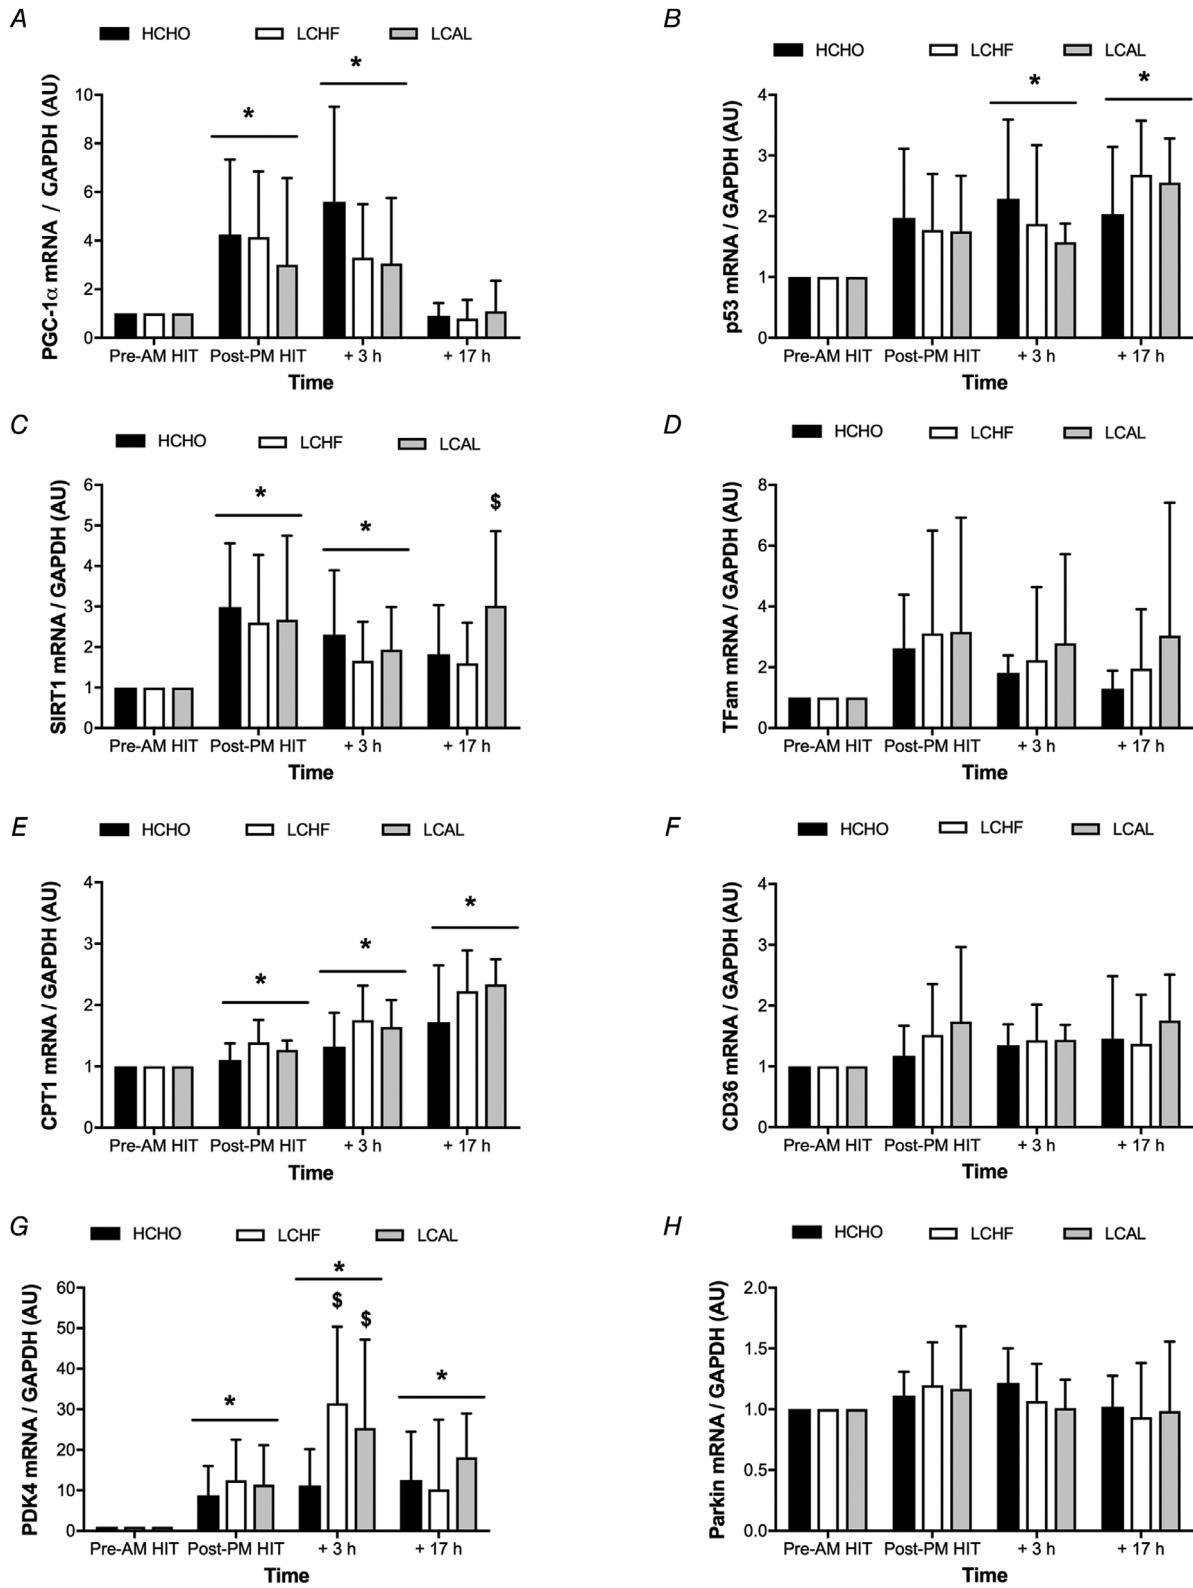 A
HCHO LCHF LCAL
PGC-1α mRNA / GAPDH (AU)
10
8
6
4
2
0
*
*
Pre-AM HIT Post-PM HIT + 3 h + 17 h
Time
B
HCHO LCHF LCAL
p53 mRNA / GAPDH (AU)
4
3
2
1
0
*
*
Pre-AM HIT Post-PM HIT + 3 h + 17 h
Time
C
HCHO LCHF LCAL
SIRT1 mRNA / GAPDH (AU)
6
5
4
3
2
1
0
*
*
$
Pre-AM HIT Post-PM HIT + 3 h + 17 h
Time
D
HCHO LCHF LCAL
TFam mRNA / GAPDH (AU)
8
6
4
2
0
Pre-AM HIT Post-PM HIT + 3 h + 17 h
Time
E
HCHO LCHF LCAL
CPT1 mRNA / GAPDH (AU)
4
3
2
1
0
*
*
*
Pre-AM HIT Post-PM HIT + 3 h + 17 h
Time
F
HCHO LCHF LCAL
CD36 mRNA / GAPDH (AU)
4
3
2
1
0
Pre-AM HIT Post-PM HIT + 3 h + 17 h
Time
G
HCHO LCHF LCAL
PDK4 mRNA / GAPDH (AU)
60
50
40
30
20
10
0
*
*
$
$
*
Pre-AM HIT Post-PM HIT + 3 h + 17 h
Time
H
HCHO LCHF LCAL
Parkin mRNA / GAPDH (AU)
2.0
1.5
1.0
0.5
0.0
Pre-AM HIT Post-PM HIT + 3 h + 17 h
Time